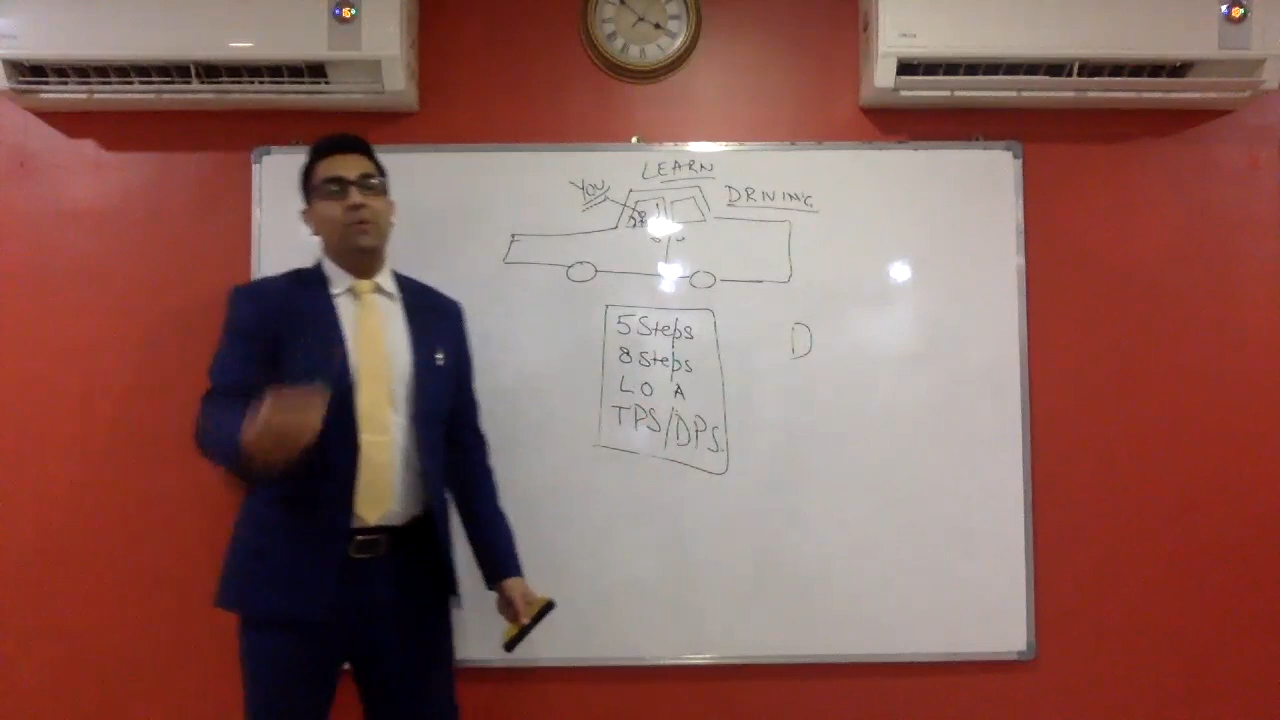 LEARN
YOU
DRIVING
5 Steps
8 Steps
L O A
TPS/DPS.
D